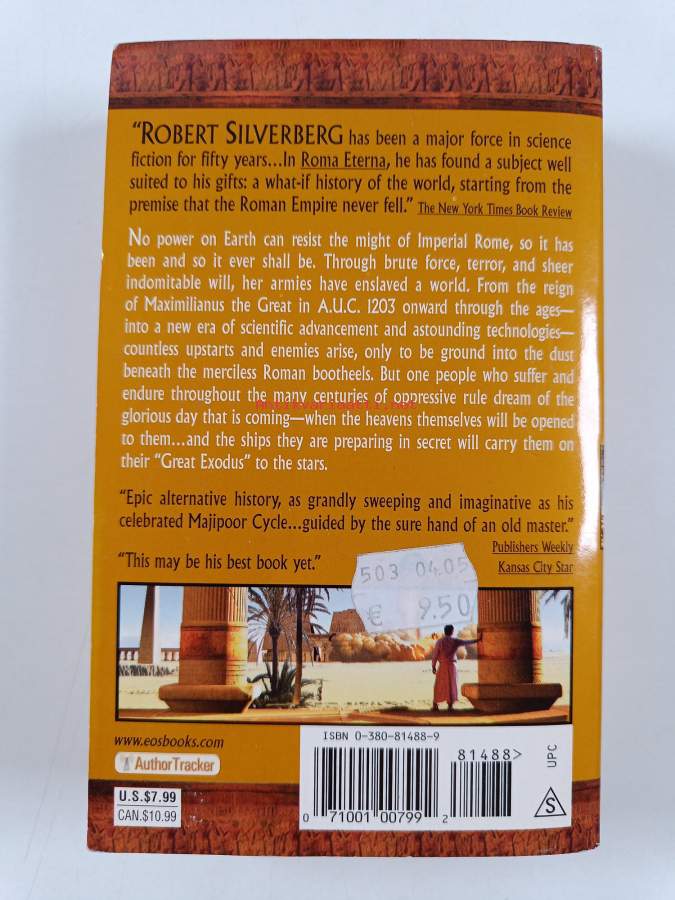 “ROBERT SILVERBERG has been a major force in science
fiction for fifty years...In Roma Eterna, he has found a subject well
suited to his gifts: a what-if history of the world, starting from the
premise that the Roman Empire never fell.” The New York Times Book Review
No power on Earth can resist the might of Imperial Rome, so it has
been and so it ever shall be. Through brute force, terror, and sheer
indomitable will, her armies have enslaved a world. From the reign
of Maximilianus the Great in A.U.C. 1203 onward through the ages—
into a new era of scientific advancement and astounding technologies—
countless upstarts and enemies arise, only to be ground into the dust
beneath the merciless Roman bootheels. But one people who suffer and
endure throughout the many centuries of oppressive rule dream of the
glorious day that is coming—when the heavens themselves will be opened
to them...and the ships they are preparing in secret will carry them on
their “Great Exodus” to the stars.
“Epic alternative history, as grandly sweeping and imaginative as his
celebrated Majipoor Cycle...guided by the sure hand of an old master.”
Publishers Weekly
“This may be his best book yet.” Kansas City Star
503 04.05
€ 9.50
www.eosbooks.com
AuthorTracker
U.S.$7.99
CAN.$10.99
ISBN 0-380-81488-9
81488>
0 71001 00799 2
UPC
S